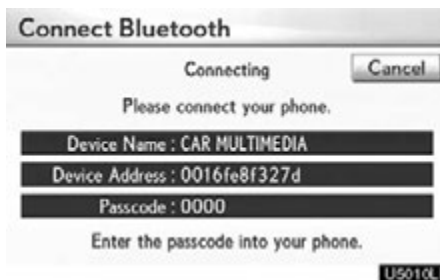 Connect Bluetooth
Connecting
Cancel
Please connect your phone.
Device Name : CAR MULTIMEDIA
Device Address : 0016fe8f327d
Passcode : 0000
Enter the passcode into your phone.
U5010L